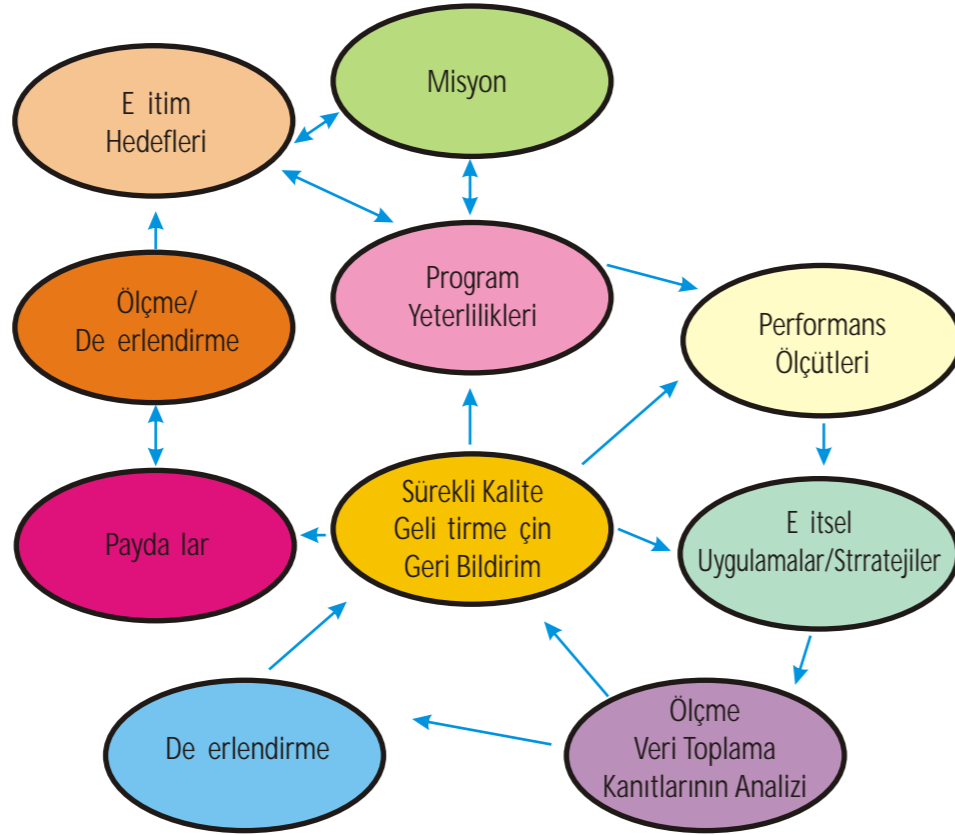 Misyon
E itim
Hedefleri
Program
Yeterlilikleri
Ölçme/
De erlendirme
Performans
Ölçütleri
Sürekli Kalite
Geli tirme çin
Geri Bildirim
Payda lar
E itsel
Uygulamalar/Strratejiler
Ölçme
Veri Toplama
Kanıtlarının Analizi
De erlendirme